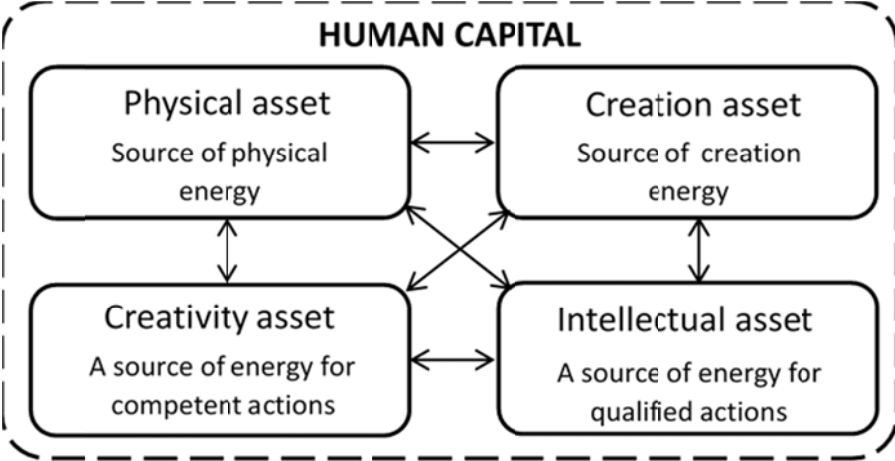 HUMAN CAPITAL
Physical asset
Source of physical
energy
Creation asset
Source of creation
energy
Creativity asset
A source of energy for
competent actions
Intellectual asset
A source of energy for
qualified actions